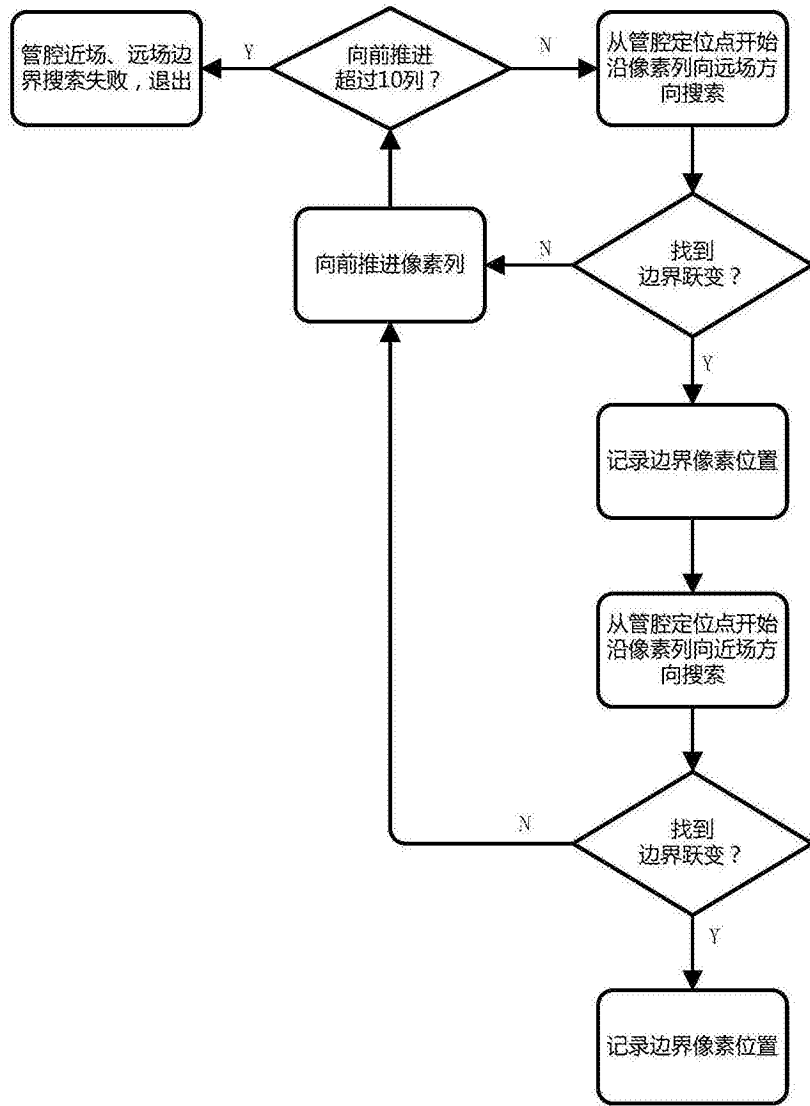 管腔近场、远场边
界搜索失败，退出
Y
向前推进
超过10列？
N
从管腔定位点开始
沿像素列向远场方
向搜索
向前推进像素列
N
找到
边界跃变？
Y
记录边界像素位置
从管腔定位点开始
沿像素列向近场方
向搜索
N
找到
边界跃变？
Y
记录边界像素位置